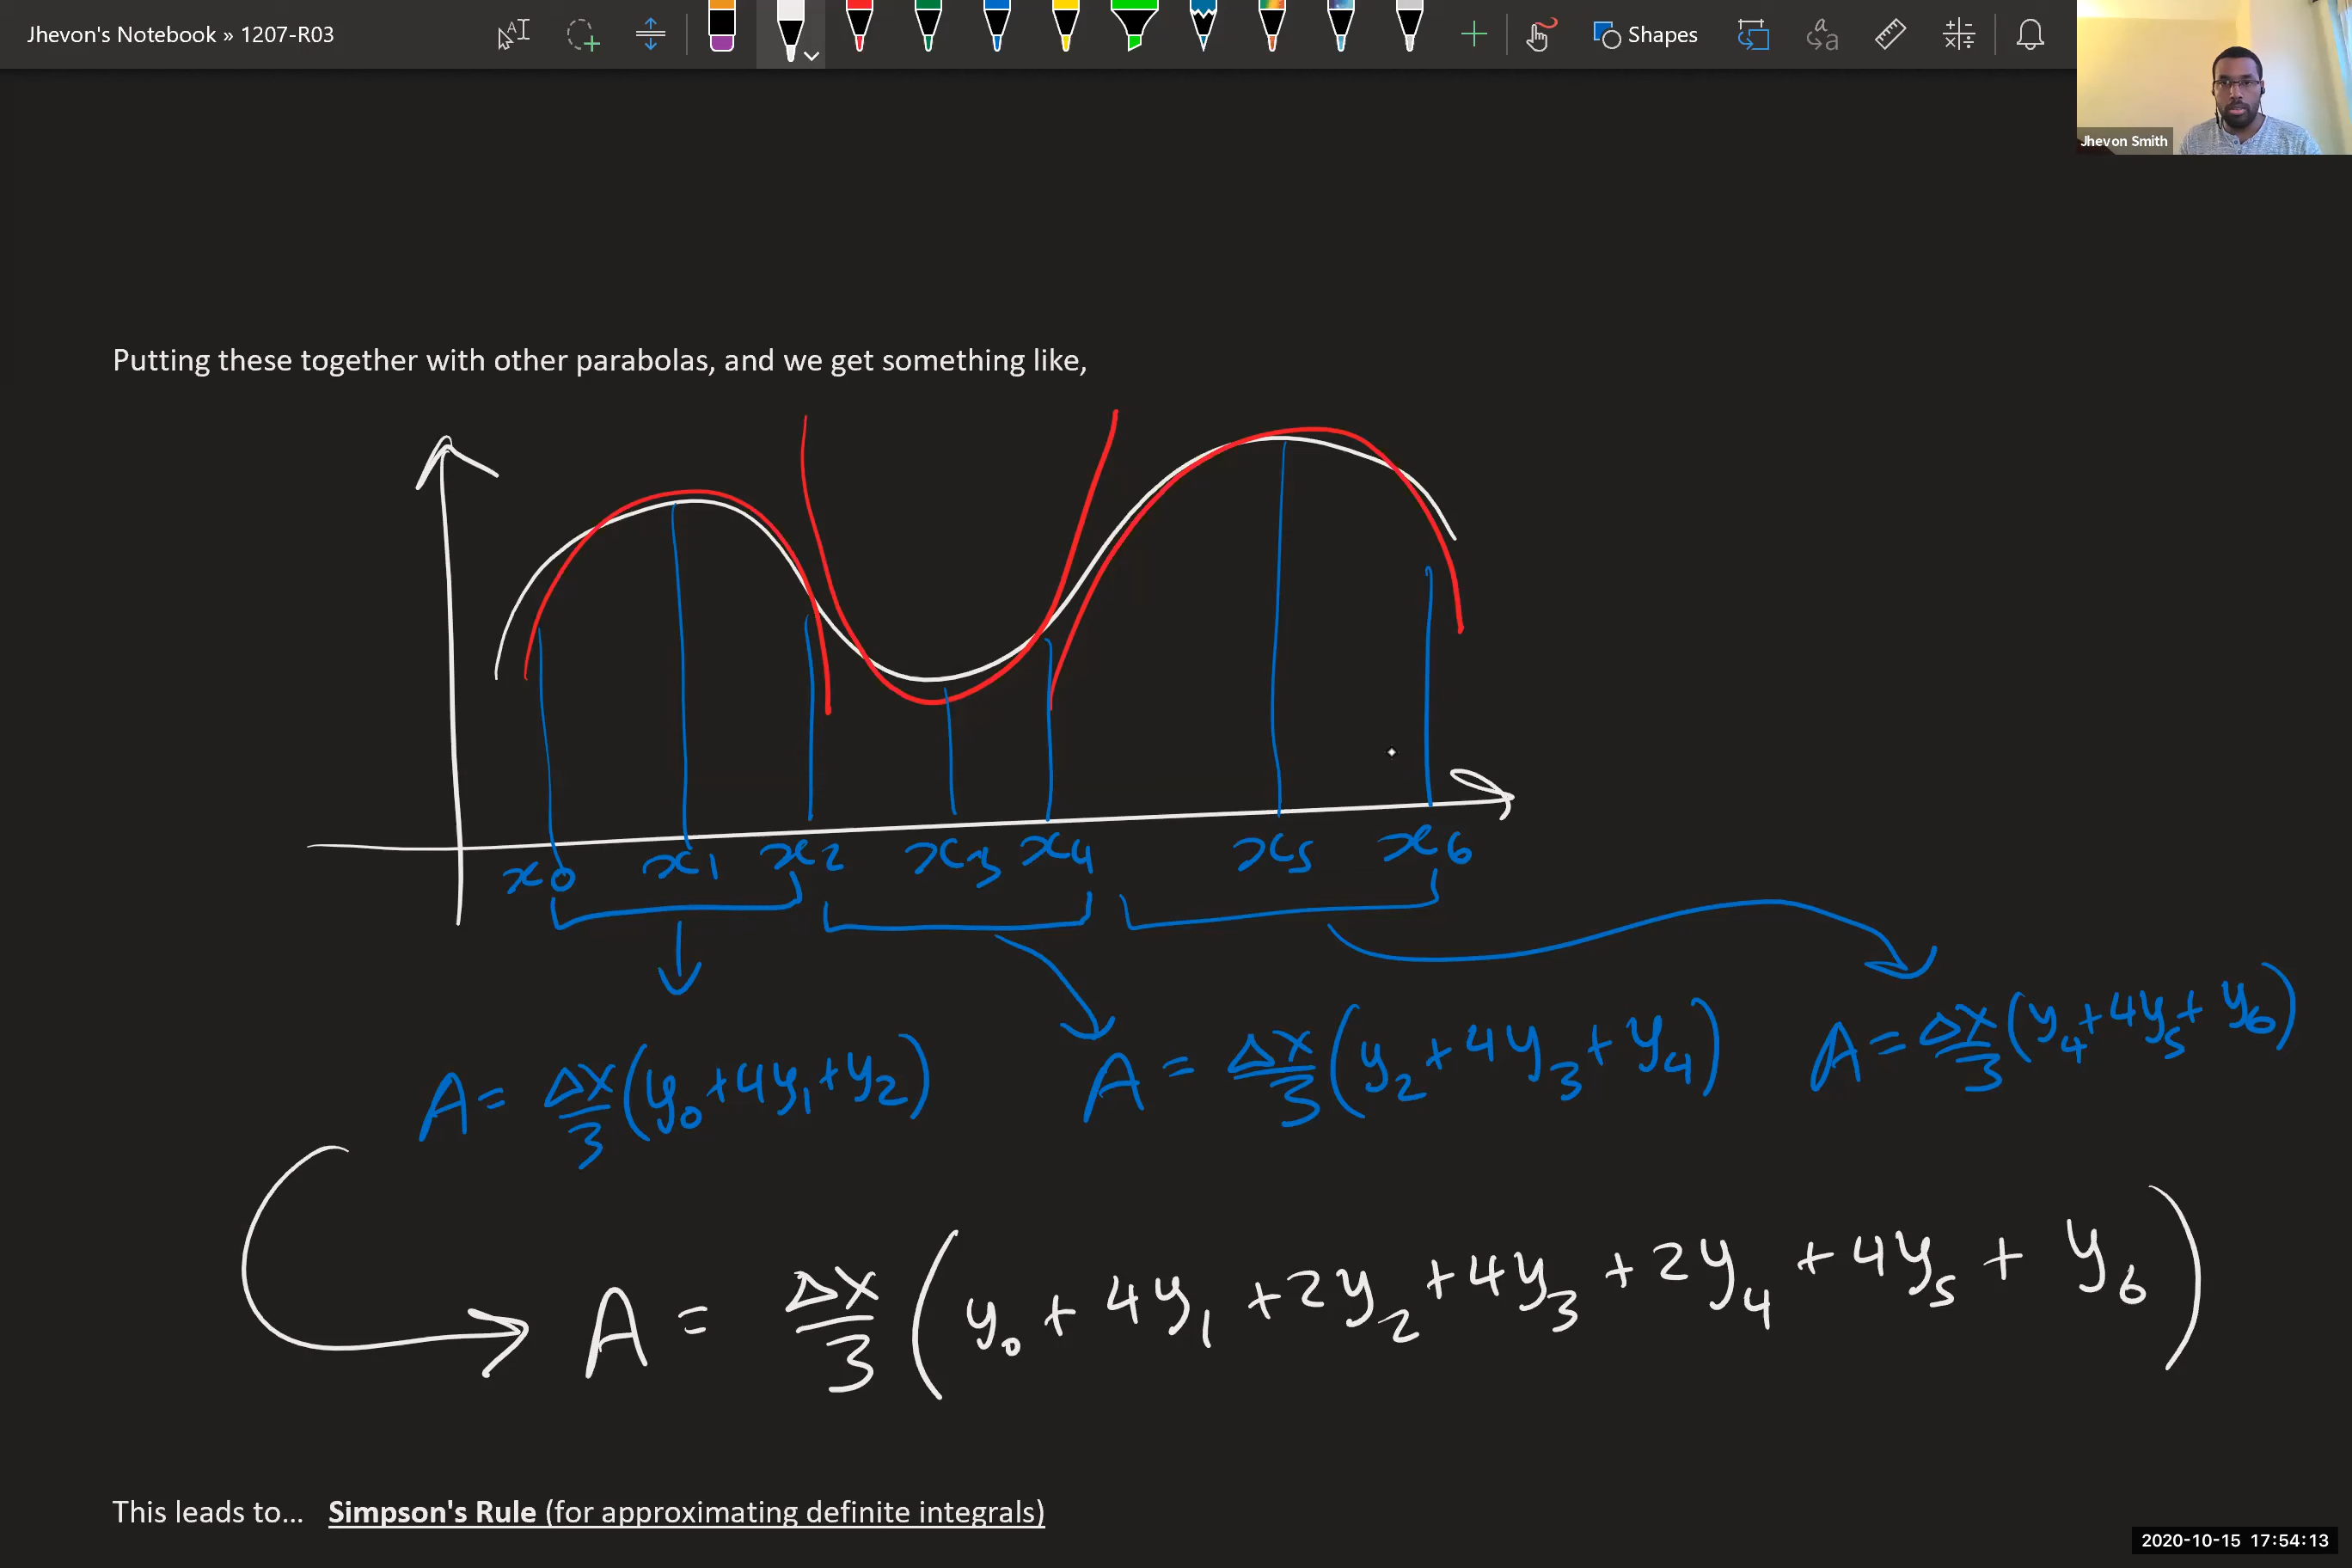 Jhevon's Notebook » 1207-R03
Shapes
Jhevon Smith
Putting these together with other parabolas, and we get something like,
x₀ x₁ x₂ x₃ x₄ x₅ x₆
A = Δx/3 (y₀ + 4y₁ + y₂) A = Δx/3 (y₂ + 4y₃ + y₄) A = Δx/3 (y₄ + 4y₅ + y₆)
A = Δx/3 (y₀ + 4y₁ + 2y₂ + 4y₃ + 2y₄ + 4y₅ + y₆)
This leads to... Simpson's Rule (for approximating definite integrals)
2020-10-15 17:54:13